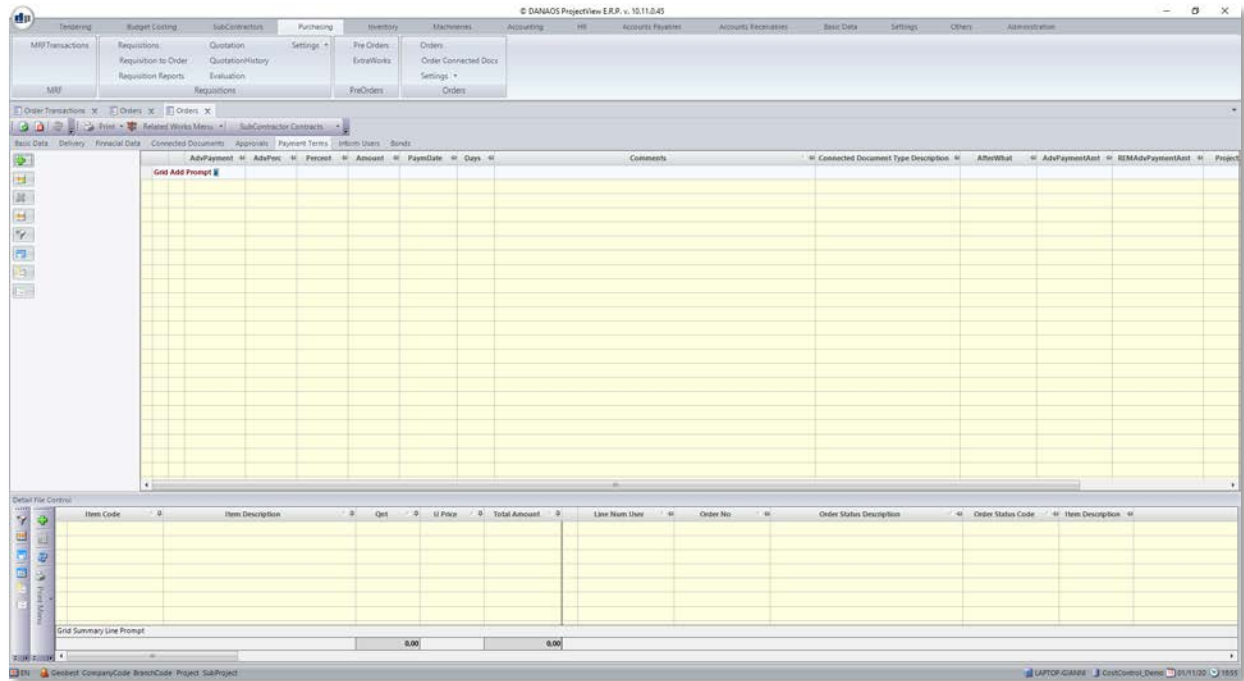 © DANAOS ProjectView E.R.P. v. 10.11.0.45
Tendering Budget Costing SubContractors Purchasing Inventory Machineries Accounting HR Accounts Payables Accounts Receivables Basic Data Settings Others Administration
MRFTransactions Requisitions Quotation Settings Pre Orders Orders
Requisition to Order QuotationHistory ExtraWorks Order Connected Docs
Requisition Reports Evaluation Settings
MRF Requisitions PreOrders Orders
Order Transactions x Orders x Orders x
Print Related Works Menu SubContractor Contracts
Basic Data Delivery Financial Data Connected Documents Approvals Payment Terms Inform Users Bonds
AdvPayment AdvPerc Percent Amount PaymDate Days Comments Connected Document Type Description AfterWhat AdvPaymentAmt REMAdvPaymentAmt Project
Grid Add Prompt
Detail File Control
Item Code Item Description Qnt U Price Total Amount Line Num User Order No Order Status Description Order Status Code Item Description
Print Menu
Grid Summary Line Prompt
0,00 0,00
EN Geobest CompanyCode BranchCode Project SubProject LAPTOP-GIANNI CostControl_Demo 01/11/20